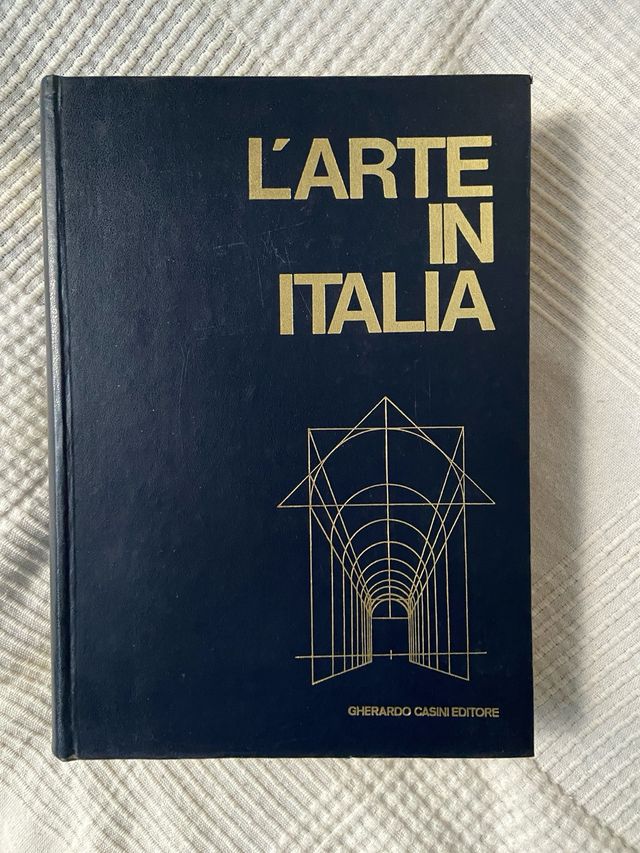 L'ARTE
IN
ITALIA
GHERARDO CASINI EDITORE